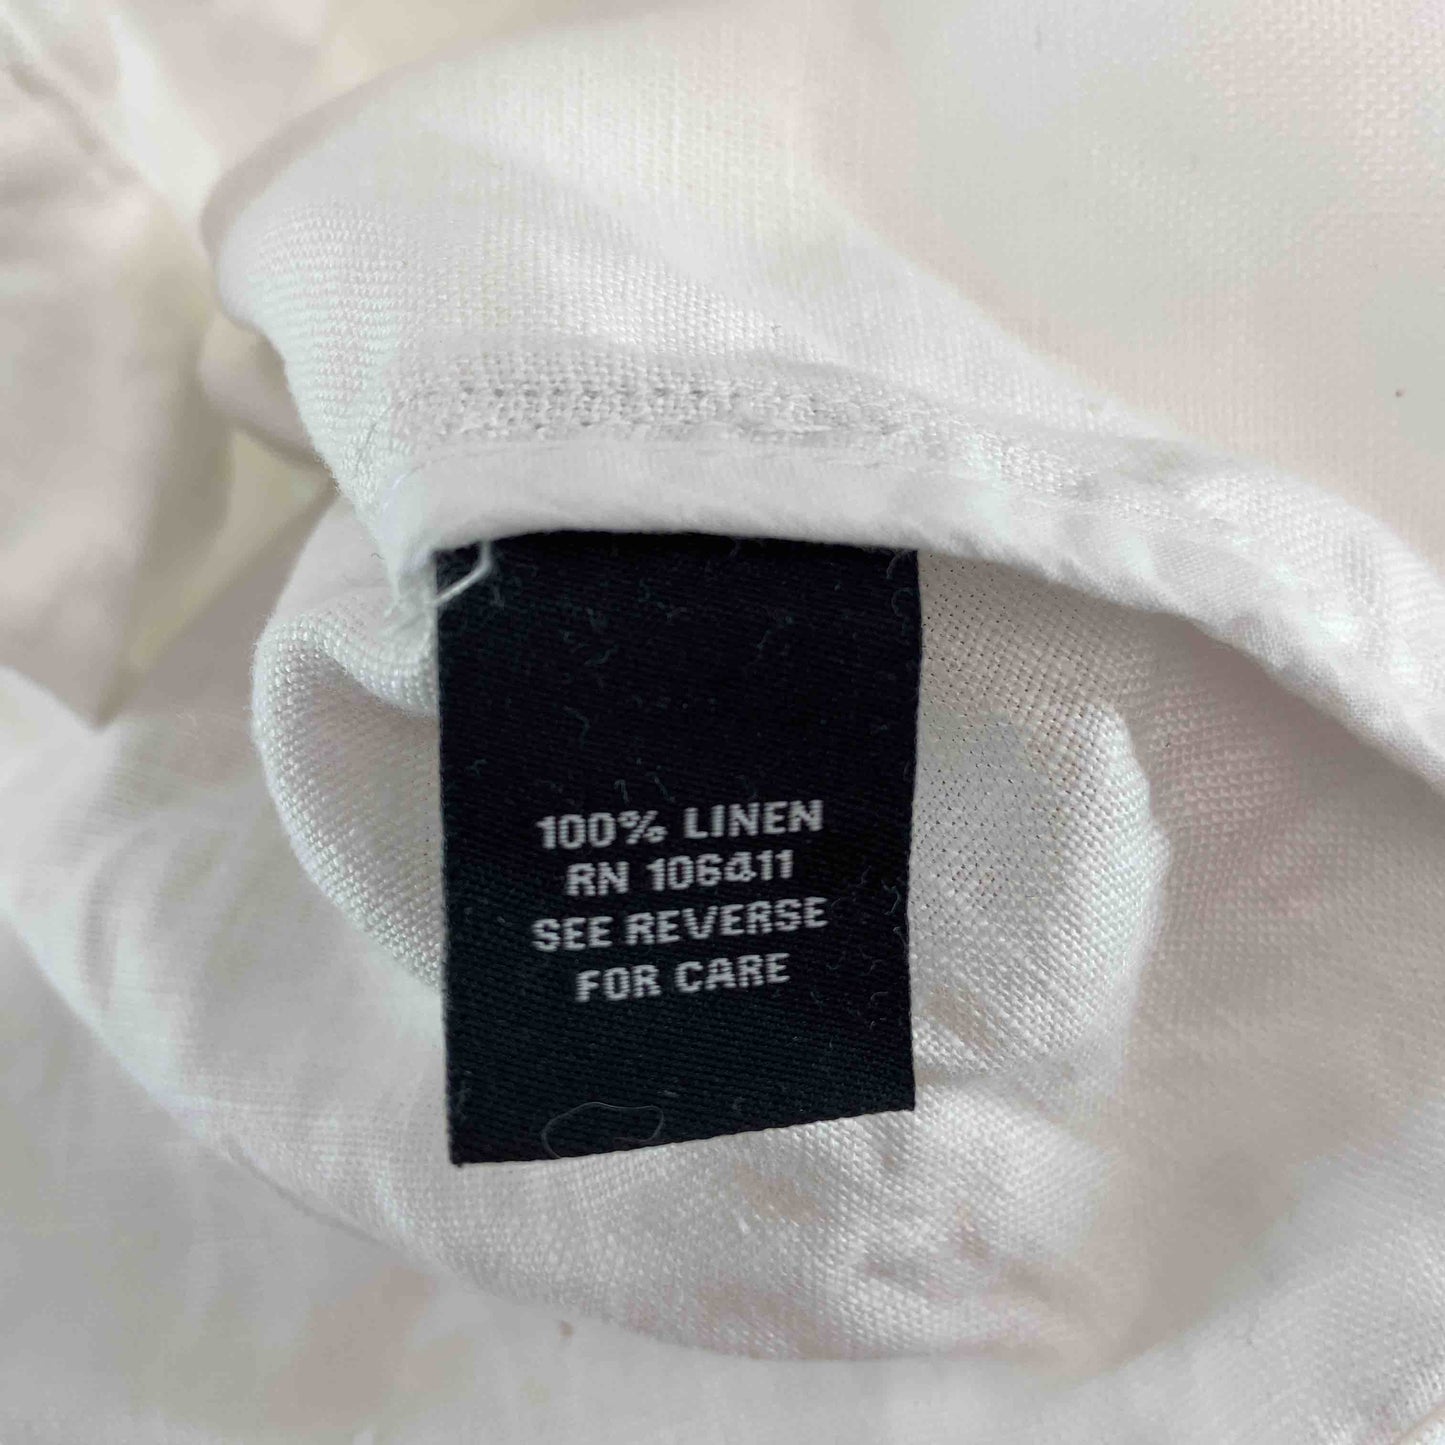 100% LINEN
RN 106411
SEE REVERSE
FOR CARE